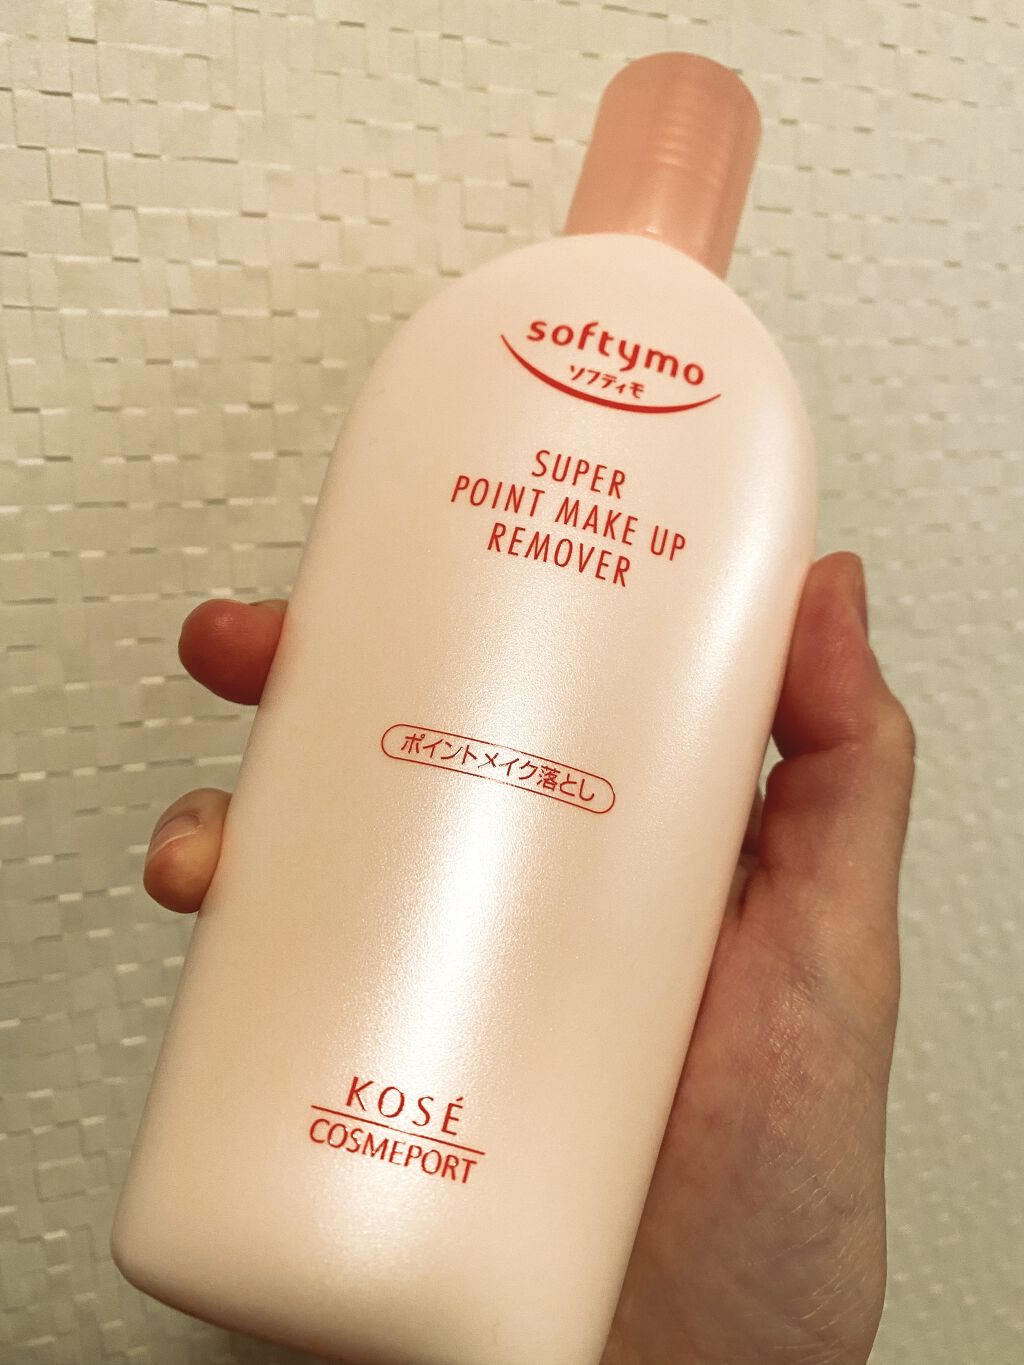 softymo
ソフティモ
SUPER
POINT MAKE UP
REMOVER
ポイントメイク落とし
KOSÉ
COSMEPORT